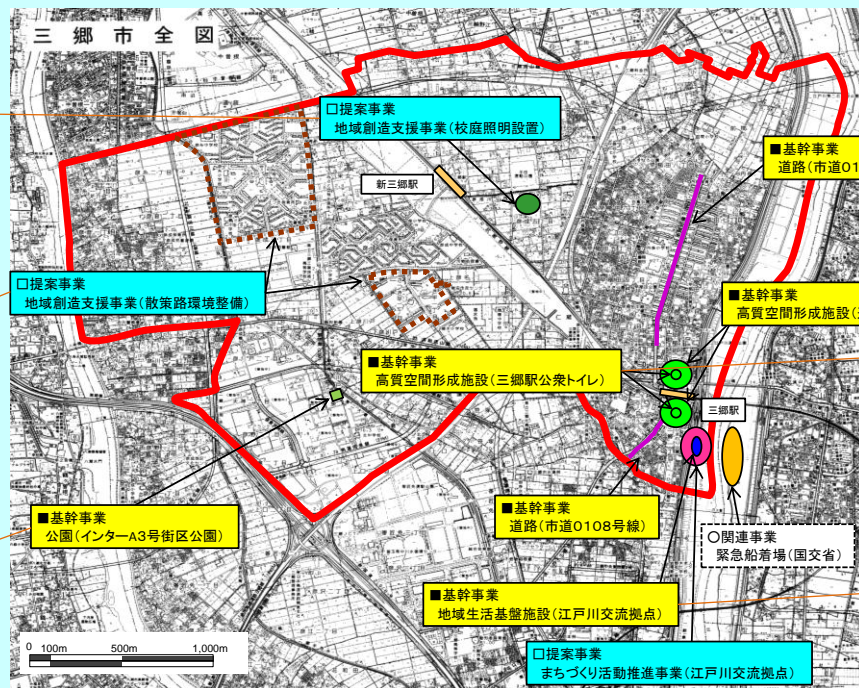 三郷市全図
□提案事業
地域創造支援事業(校庭照明設置)
■基幹事業
道路(市道01
新三郷駅
□提案事業
地域創造支援事業(散策路環境整備)
■基幹事業
高質空間形成施設(
■基幹事業
高質空間形成施設(三郷駅公衆トイレ)
三郷駅
■基幹事業
公園(インターA3号街区公園)
■基幹事業
道路(市道0108号線)
○関連事業
緊急船着場(国交省)
■基幹事業
地域生活基盤施設(江戸川交流拠点)
□提案事業
まちづくり活動推進事業(江戸川交流拠点)
0 100m 500m 1,000m